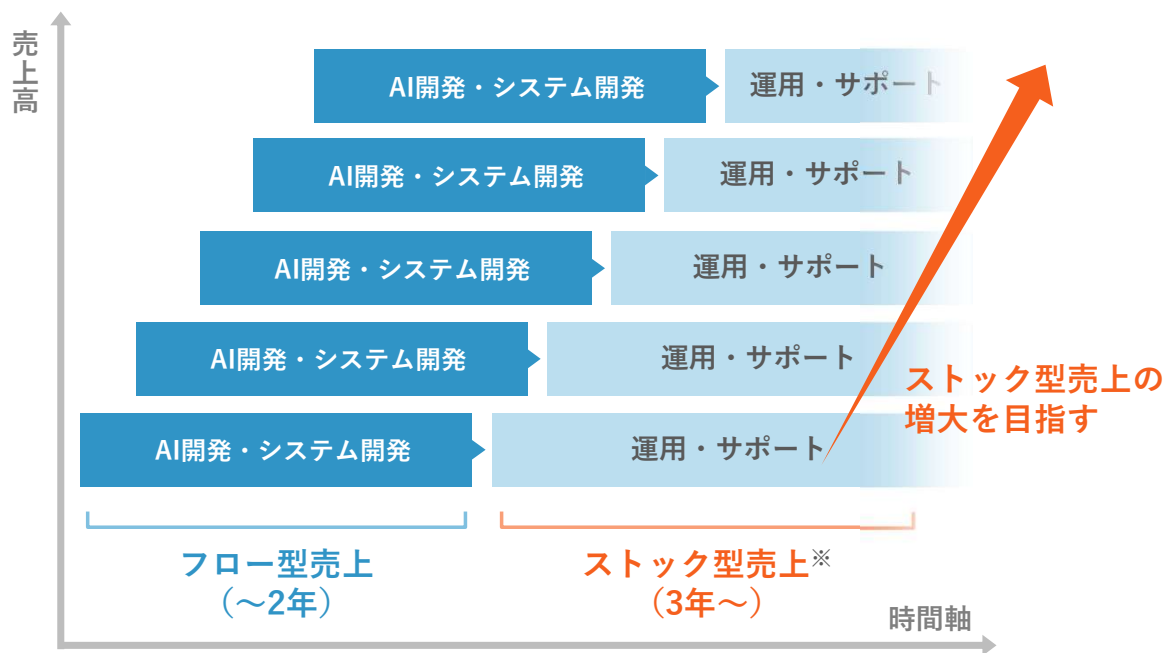 売上高
AI開発・システム開発
運用・サポート
AI開発・システム開発
運用・サポート
AI開発・システム開発
運用・サポート
AI開発・システム開発
運用・サポート
AI開発・システム開発
運用・サポート
ストック型売上の
増大を目指す
フロー型売上
（～2年）
ストック型売上※
（3年～）
時間軸